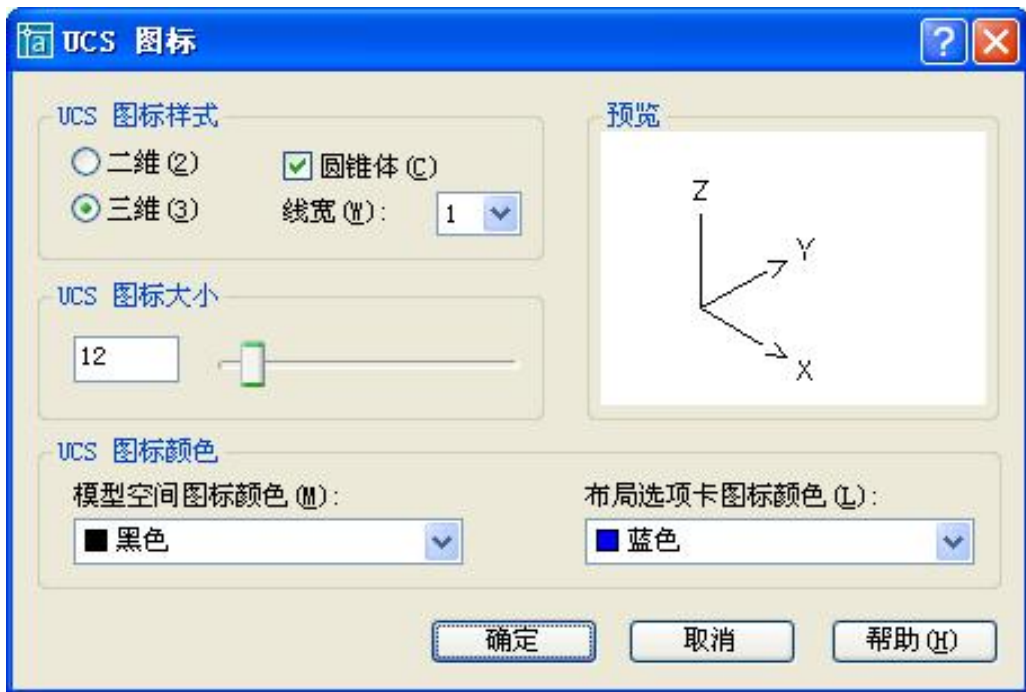 UCS 图标
UCS 图标样式
二维(2)
圆锥体(C)
三维(3)
线宽(W):
1
预览
Z
Y
X
UCS 图标大小
12
UCS 图标颜色
模型空间图标颜色(M):
黑色
布局选项卡图标颜色(L):
蓝色
确定
取消
帮助(H)